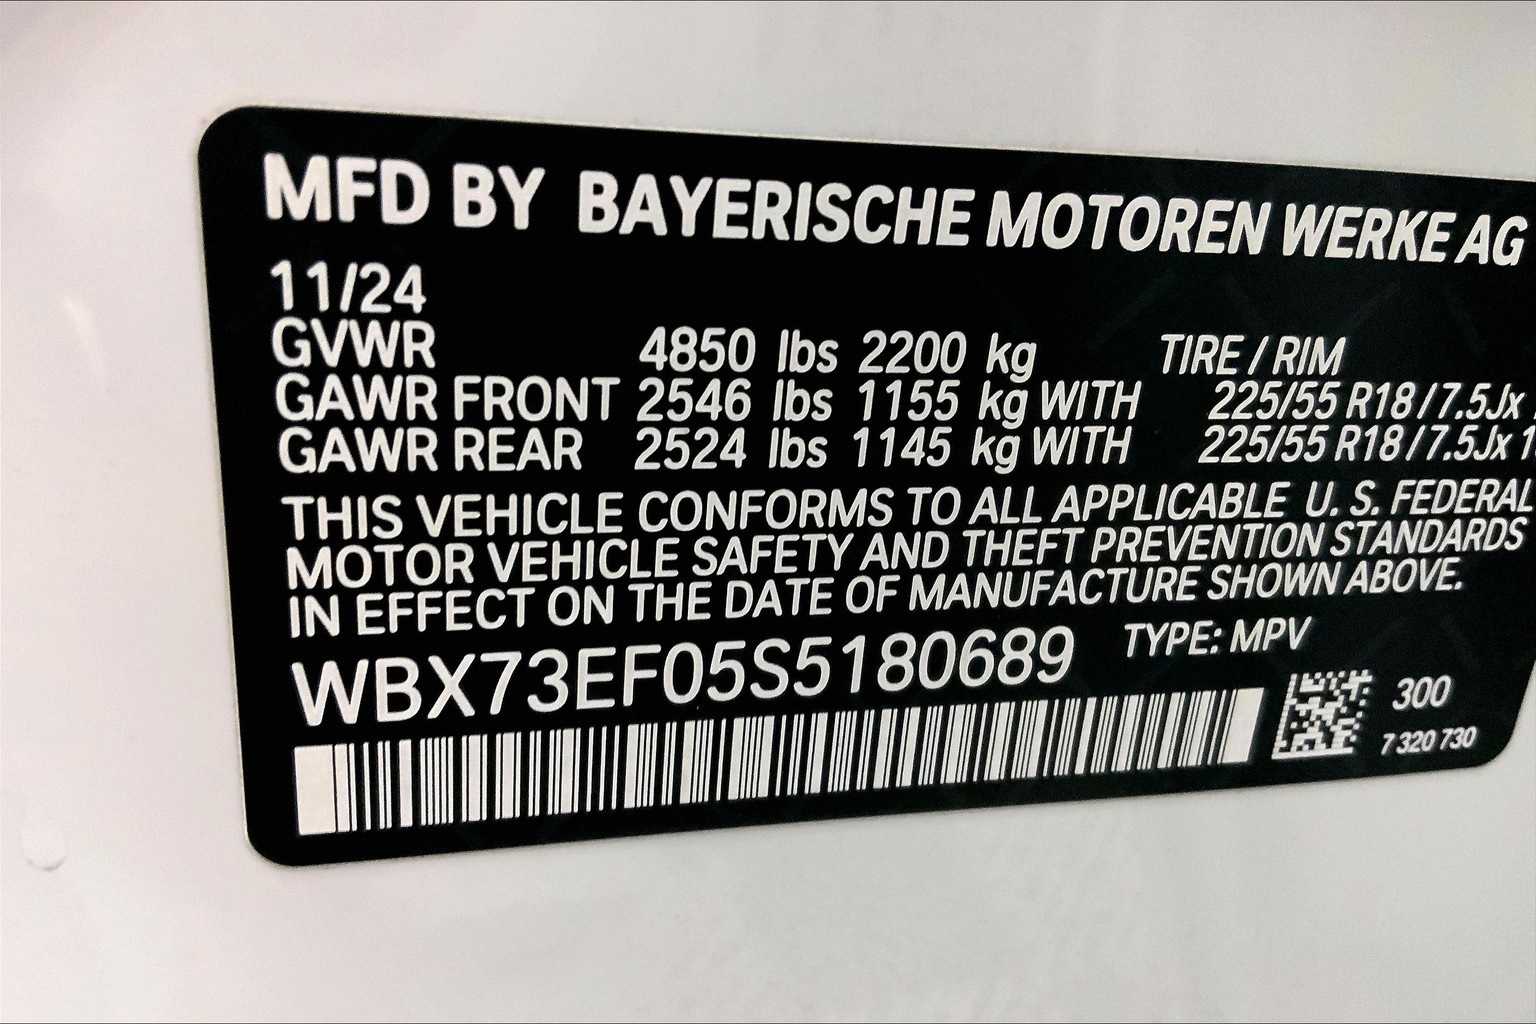 MFD BY BAYERISCHE MOTOREN WERKE AG
11/24
GVWR 4850 lbs 2200 kg TIRE / RIM
GAWR FRONT 2546 lbs 1155 kg WITH 225/55 R18 / 7.5Jx
GAWR REAR 2524 lbs 1145 kg WITH 225/55 R18 / 7.5Jx
THIS VEHICLE CONFORMS TO ALL APPLICABLE U. S. FEDERAL
MOTOR VEHICLE SAFETY AND THEFT PREVENTION STANDARDS
IN EFFECT ON THE DATE OF MANUFACTURE SHOWN ABOVE.
WBX73EF05S5180689 TYPE: MPV
300
7 320 730